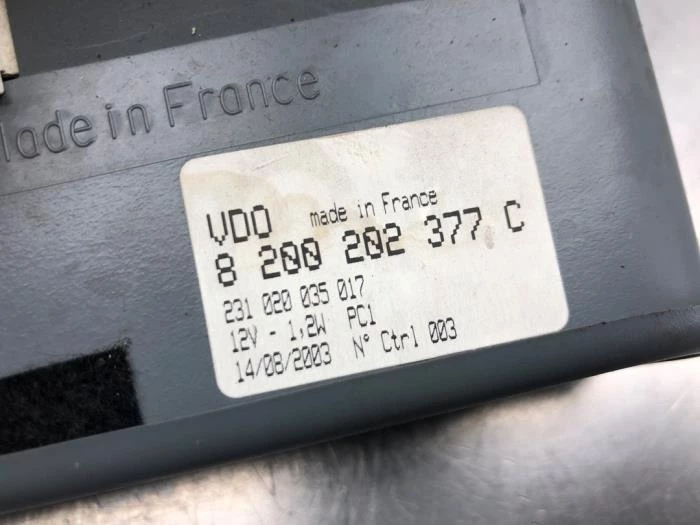 Made in France
VDO made in France
8 200 202 377 C
231 020 035 017
12V - 1,2W PC1
14/08/2003 N° Ctrl 003